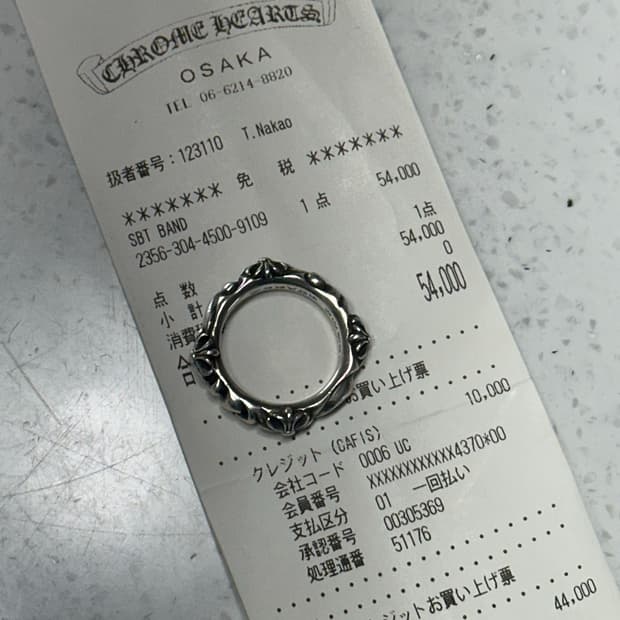 CHROME HEARTS
OSAKA
TEL 06-6214-8820
扱者番号：123110 T.Nakao
******* 免 税 *******
SBT BAND
2356-304-4500-9109 1点 54,000
点 数 1点
小 計 54,000
消費 0
合 54,000
お買い上げ票
10,000
クレジット (CAFIS)
会社コード 0006 UC
会員番号 XXXXXXXXXXXX4370*00
支払区分 01 一回払い
承認番号 00305369
処理通番 51176
ジットお買い上げ票
44,000